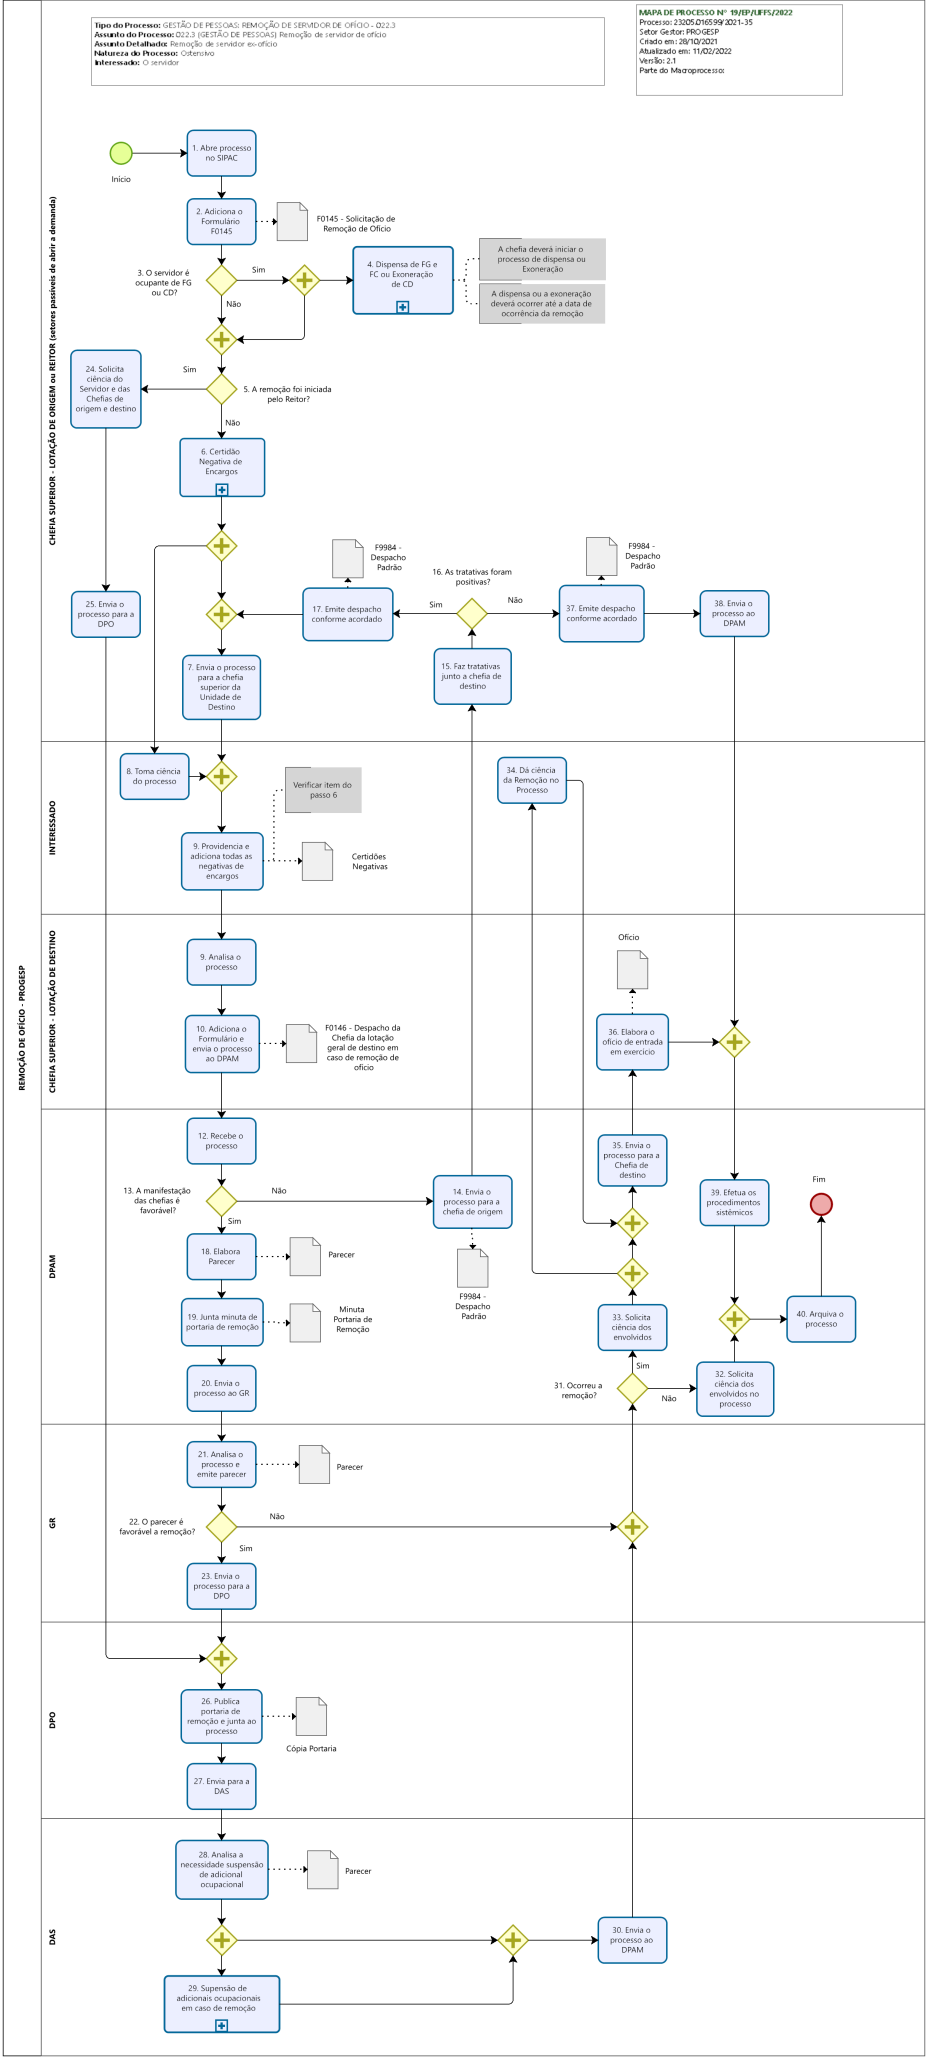 Tipo do Processo: GESTÃO DE PESSOAS: REMOÇÃO DE SERVIDOR DE OFÍCIO - 022.3
Assunto do Processo: 022.3 (GESTÃO DE PESSOAS) Remoção de servidor de ofício
Assunto Detalhado: Remoção de servidor ex-ofício
Natureza do Processo: Ostensivo
Interessado: O servidor
MAPA DE PROCESSO N° 19/EP/UFFS/2022
Processo: 23205.016599/2021-35
Setor Gestor: PROGESP
Criado em: 28/10/2021
Atualizado em: 11/02/2022
Versão: 2.1
Parte do Macroprocesso:
REMOÇÃO DE OFÍCIO - PROGESP
CHEFIA SUPERIOR - LOTAÇÃO DE ORIGEM ou REITOR (setores passíveis de abrir a demanda)
Início
1. Abre processo
no SIPAC
2. Adiciona o
Formulário
F0145
F0145 - Solicitação de
Remoção de Ofício
3. O servidor é
ocupante de FG
ou CD?
Sim
Não
4. Dispensa de FG e
FC ou Exoneração
de CD
A chefia deverá iniciar o
processo de dispensa ou
Exoneração
A dispensa ou a exoneração
deverá ocorrer até a data de
ocorrência da remoção
24. Solicita
ciência do
Servidor e das
Chefias de
origem e destino
Sim
5. A remoção foi iniciada
pelo Reitor?
Não
6. Certidão
Negativa de
Encargos
25. Envia o
processo para a
DPO
F9984 -
Despacho
Padrão
17. Emite despacho
conforme acordado
16. As tratativas foram
positivas?
Sim
Não
F9984 -
Despacho
Padrão
37. Emite despacho
conforme acordado
38. Envia o
processo ao
DPAM
7. Envia o processo
para a chefia
superior da
Unidade de
Destino
15. Faz tratativas
junto a chefia de
destino
INTERESSADO
8. Toma ciência
do processo
Verificar item do
passo 6
34. Dá ciência
da Remoção no
Processo
9. Providencia e
adiciona todas as
negativas de
encargos
Certidões
Negativas
CHEFIA SUPERIOR - LOTAÇÃO DE DESTINO
9. Analisa o
processo
10. Adiciona o
Formulário e
envia o processo
ao DPAM
F0146 - Despacho da
Chefia da lotação
geral de destino em
caso de remoção de
ofício
Ofício
36. Elabora o
ofício de entrada
em exercício
DPAM
12. Recebe o
processo
13. A manifestação
das chefias é
favorável?
Não
Sim
14. Envia o
processo para a
chefia de origem
F9984 -
Despacho
Padrão
18. Elabora
Parecer
Parecer
19. Junta minuta de
portaria de remoção
Minuta
Portaria de
Remoção
20. Envia o
processo ao GR
35. Envia o
processo para a
Chefia de
destino
33. Solicita
ciência dos
envolvidos
31. Ocorreu a
remoção?
Sim
Não
32. Solicita
ciência dos
envolvidos no
processo
39. Efetua os
procedimentos
sistêmicos
Fim
40. Arquiva o
processo
GR
21. Analisa o
processo e
emite parecer
Parecer
22. O parecer é
favorável a remoção?
Não
Sim
23. Envia o
processo para a
DPO
DPO
26. Publica
portaria de
remoção e junta ao
processo
Cópia Portaria
27. Envia para a
DAS
DAS
28. Analisa a
necessidade suspensão
de adicional
ocupacional
Parecer
30. Envia o
processo ao
DPAM
29. Supensão de
adicionais ocupacionais
em caso de remoção